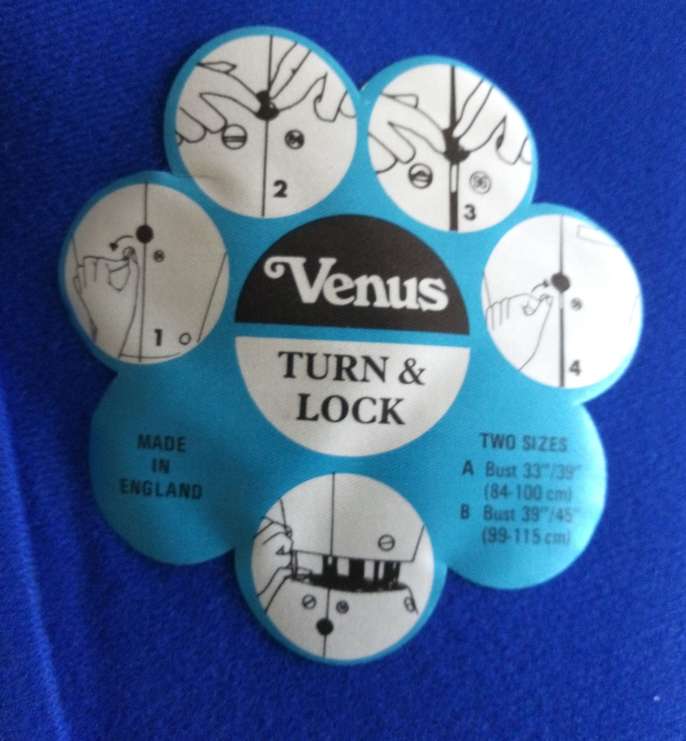 2
3
1
4
Venus
TURN &
LOCK
MADE
IN
ENGLAND
TWO SIZES
A Bust 33"/39"
(84-100 cm)
B Bust 39"/45"
(99-115 cm)